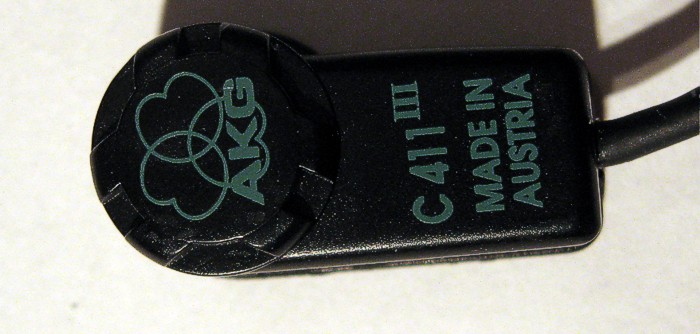 AKG
C 411 III
MADE IN
AUSTRIA